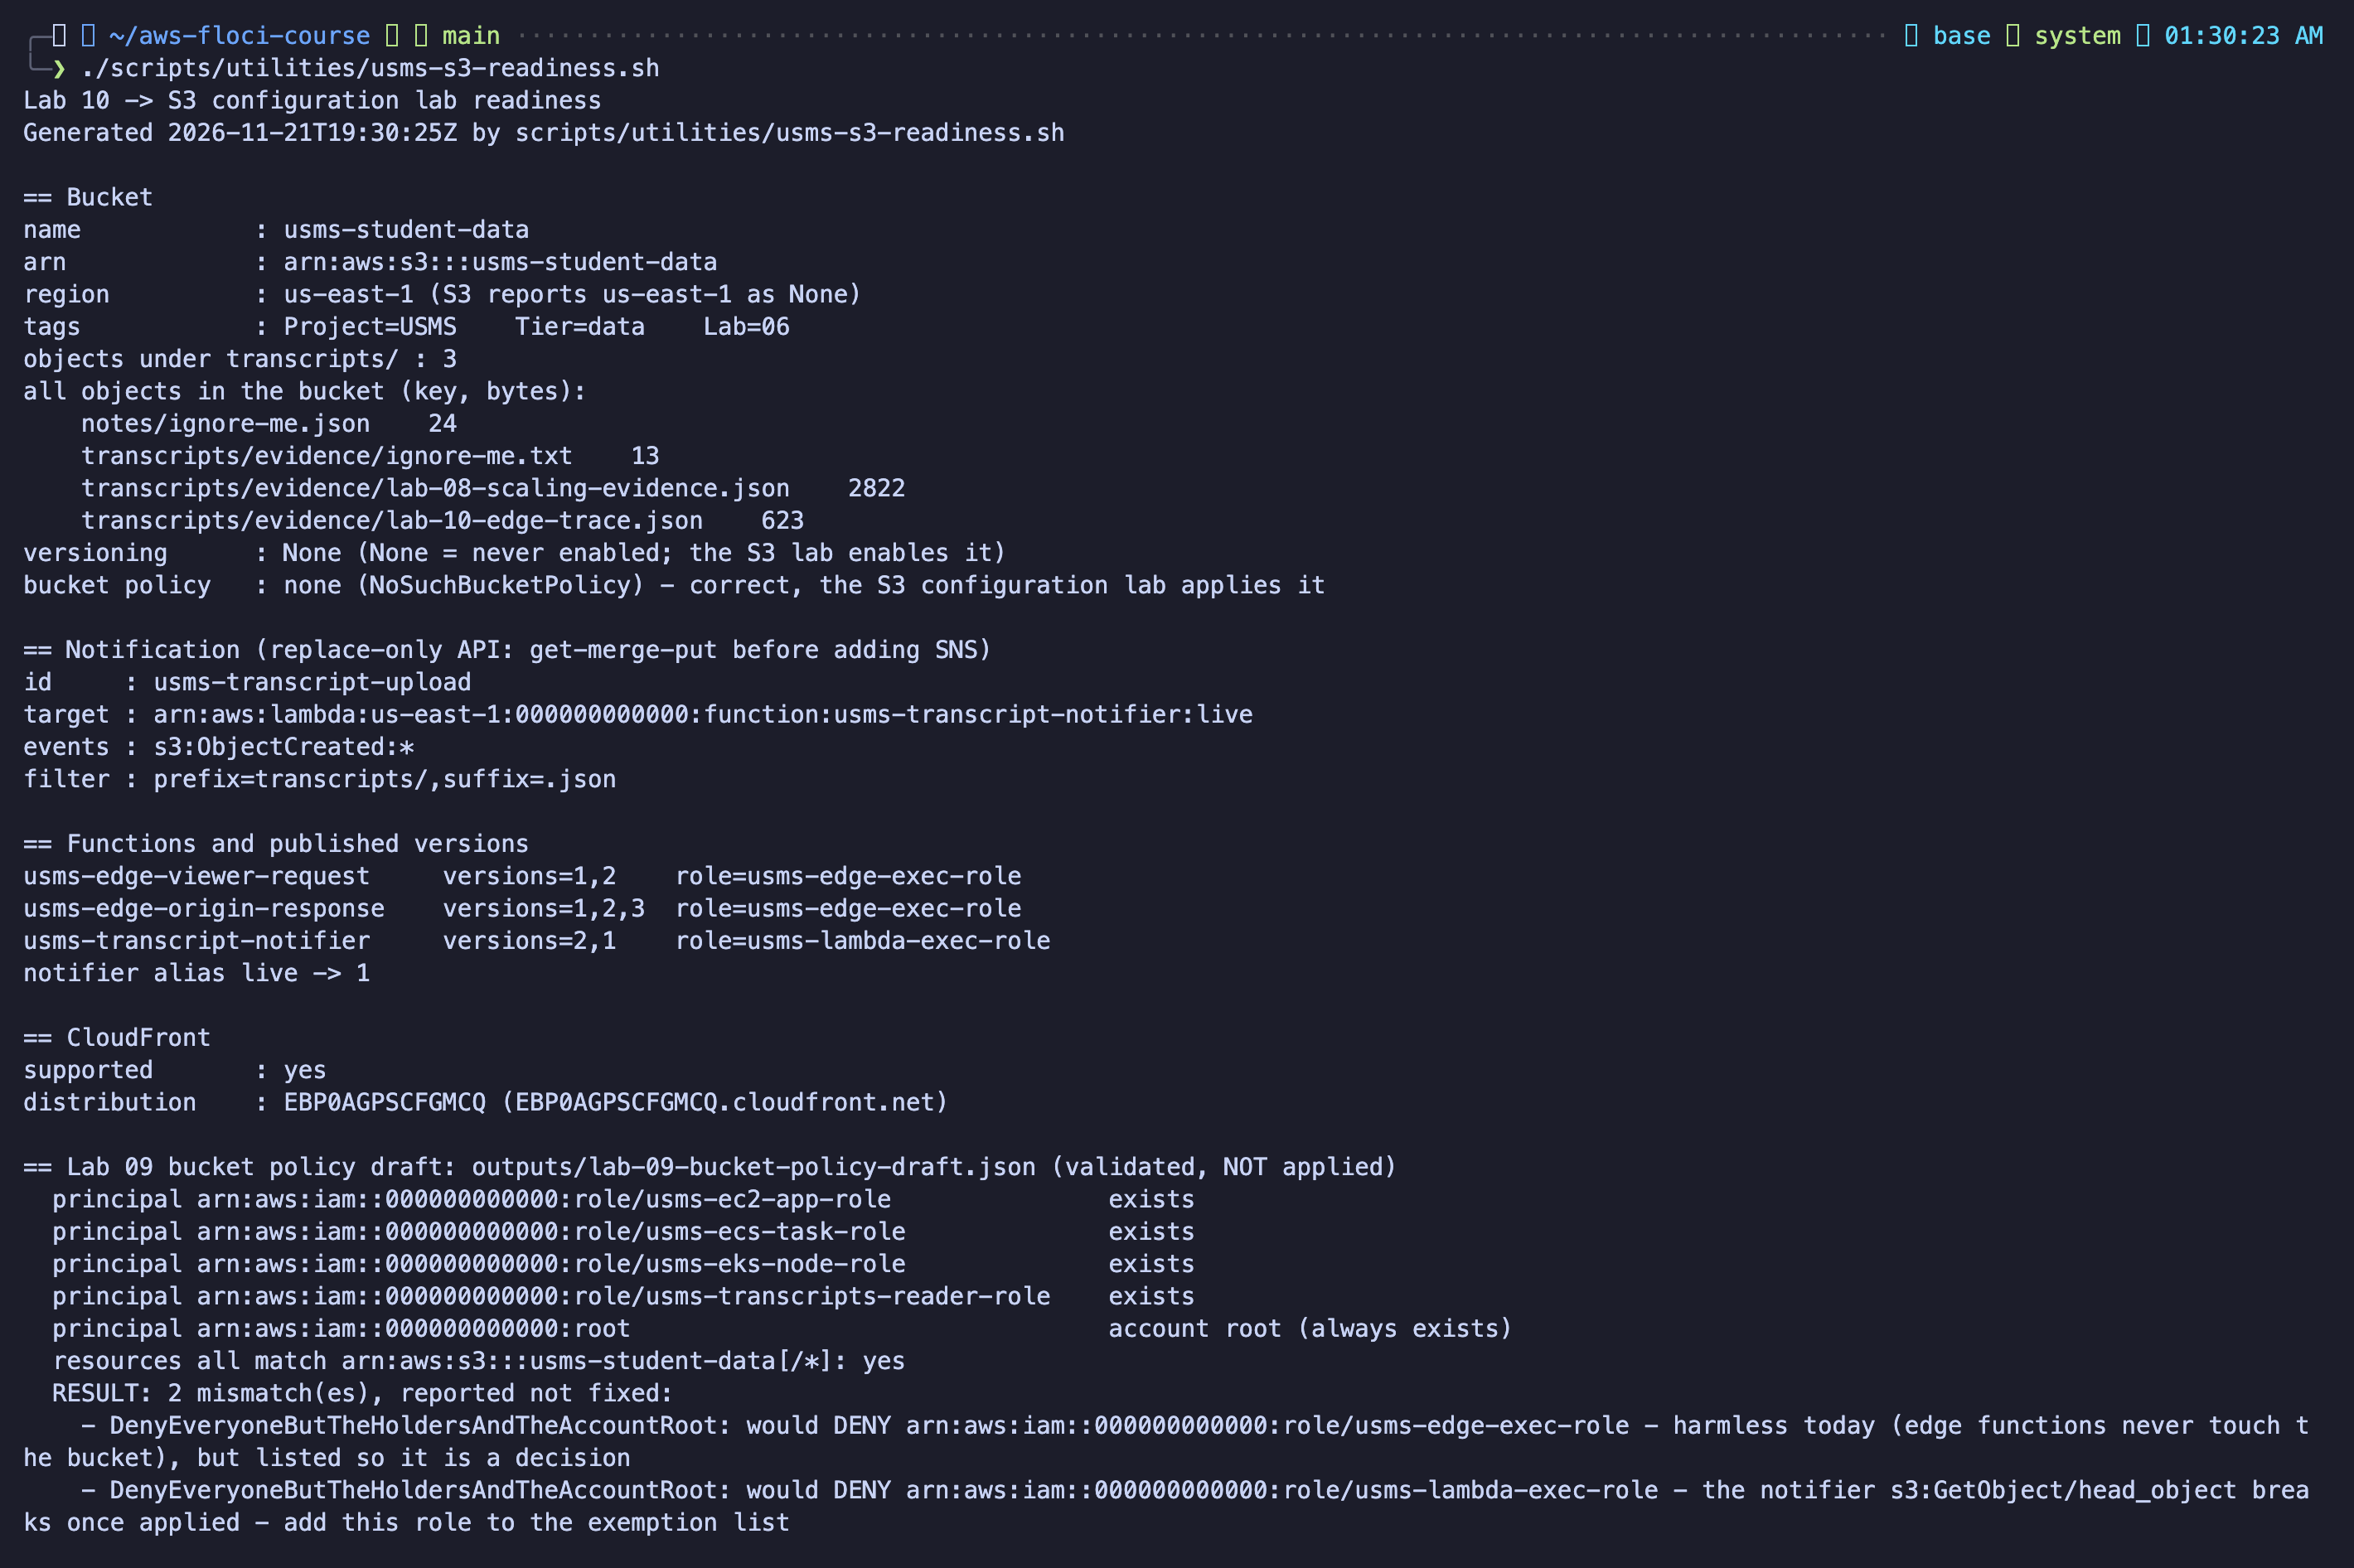 ~/aws-floci-course main base system 01:30:23 AM
❯ ./scripts/utilities/usms-s3-readiness.sh
Lab 10 -> S3 configuration lab readiness
Generated 2026-11-21T19:30:25Z by scripts/utilities/usms-s3-readiness.sh
== Bucket
name            : usms-student-data
arn             : arn:aws:s3:::usms-student-data
region          : us-east-1 (S3 reports us-east-1 as None)
tags            : Project=USMS    Tier=data    Lab=06
objects under transcripts/ : 3
all objects in the bucket (key, bytes):
    notes/ignore-me.json    24
    transcripts/evidence/ignore-me.txt    13
    transcripts/evidence/lab-08-scaling-evidence.json    2822
    transcripts/evidence/lab-10-edge-trace.json    623
versioning      : None (None = never enabled; the S3 lab enables it)
bucket policy   : none (NoSuchBucketPolicy) - correct, the S3 configuration lab applies it
== Notification (replace-only API: get-merge-put before adding SNS)
id     : usms-transcript-upload
target : arn:aws:lambda:us-east-1:000000000000:function:usms-transcript-notifier:live
events : s3:ObjectCreated:*
filter : prefix=transcripts/,suffix=.json
== Functions and published versions
usms-edge-viewer-request     versions=1,2    role=usms-edge-exec-role
usms-edge-origin-response    versions=1,2,3  role=usms-edge-exec-role
usms-transcript-notifier     versions=2,1    role=usms-lambda-exec-role
notifier alias live -> 1
== CloudFront
supported       : yes
distribution    : EBP0AGPSCFGMCQ (EBP0AGPSCFGMCQ.cloudfront.net)
== Lab 09 bucket policy draft: outputs/lab-09-bucket-policy-draft.json (validated, NOT applied)
  principal arn:aws:iam::000000000000:role/usms-ec2-app-role               exists
  principal arn:aws:iam::000000000000:role/usms-ecs-task-role              exists
  principal arn:aws:iam::000000000000:role/usms-eks-node-role              exists
  principal arn:aws:iam::000000000000:role/usms-transcripts-reader-role    exists
  principal arn:aws:iam::000000000000:root                                 account root (always exists)
  resources all match arn:aws:s3:::usms-student-data[/*]: yes
  RESULT: 2 mismatch(es), reported not fixed:
    - DenyEveryoneButTheHoldersAndTheAccountRoot: would DENY arn:aws:iam::000000000000:role/usms-edge-exec-role - harmless today (edge functions never touch t
he bucket), but listed so it is a decision
    - DenyEveryoneButTheHoldersAndTheAccountRoot: would DENY arn:aws:iam::000000000000:role/usms-lambda-exec-role - the notifier s3:GetObject/head_object brea
ks once applied - add this role to the exemption list